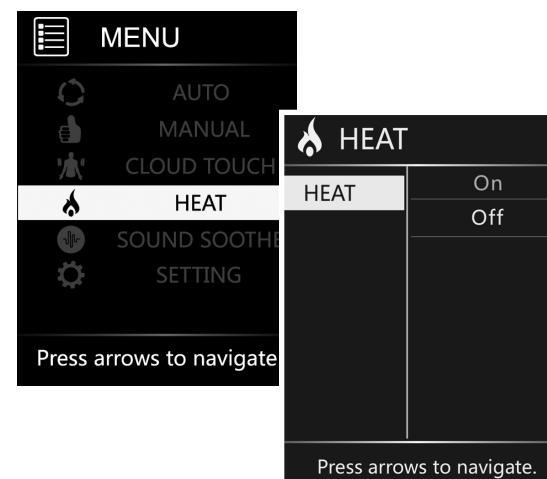 MENU
AUTO
MANUAL
CLOUD TOUCH
HEAT
SOUND SOOTHE
SETTING
Press arrows to navigate
HEAT
HEAT
On
Off
Press arrows to navigate.